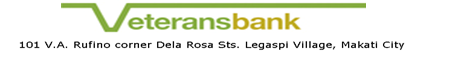 Veteransbank
101 V.A. Rufino corner Dela Rosa Sts. Legaspi Village, Makati City